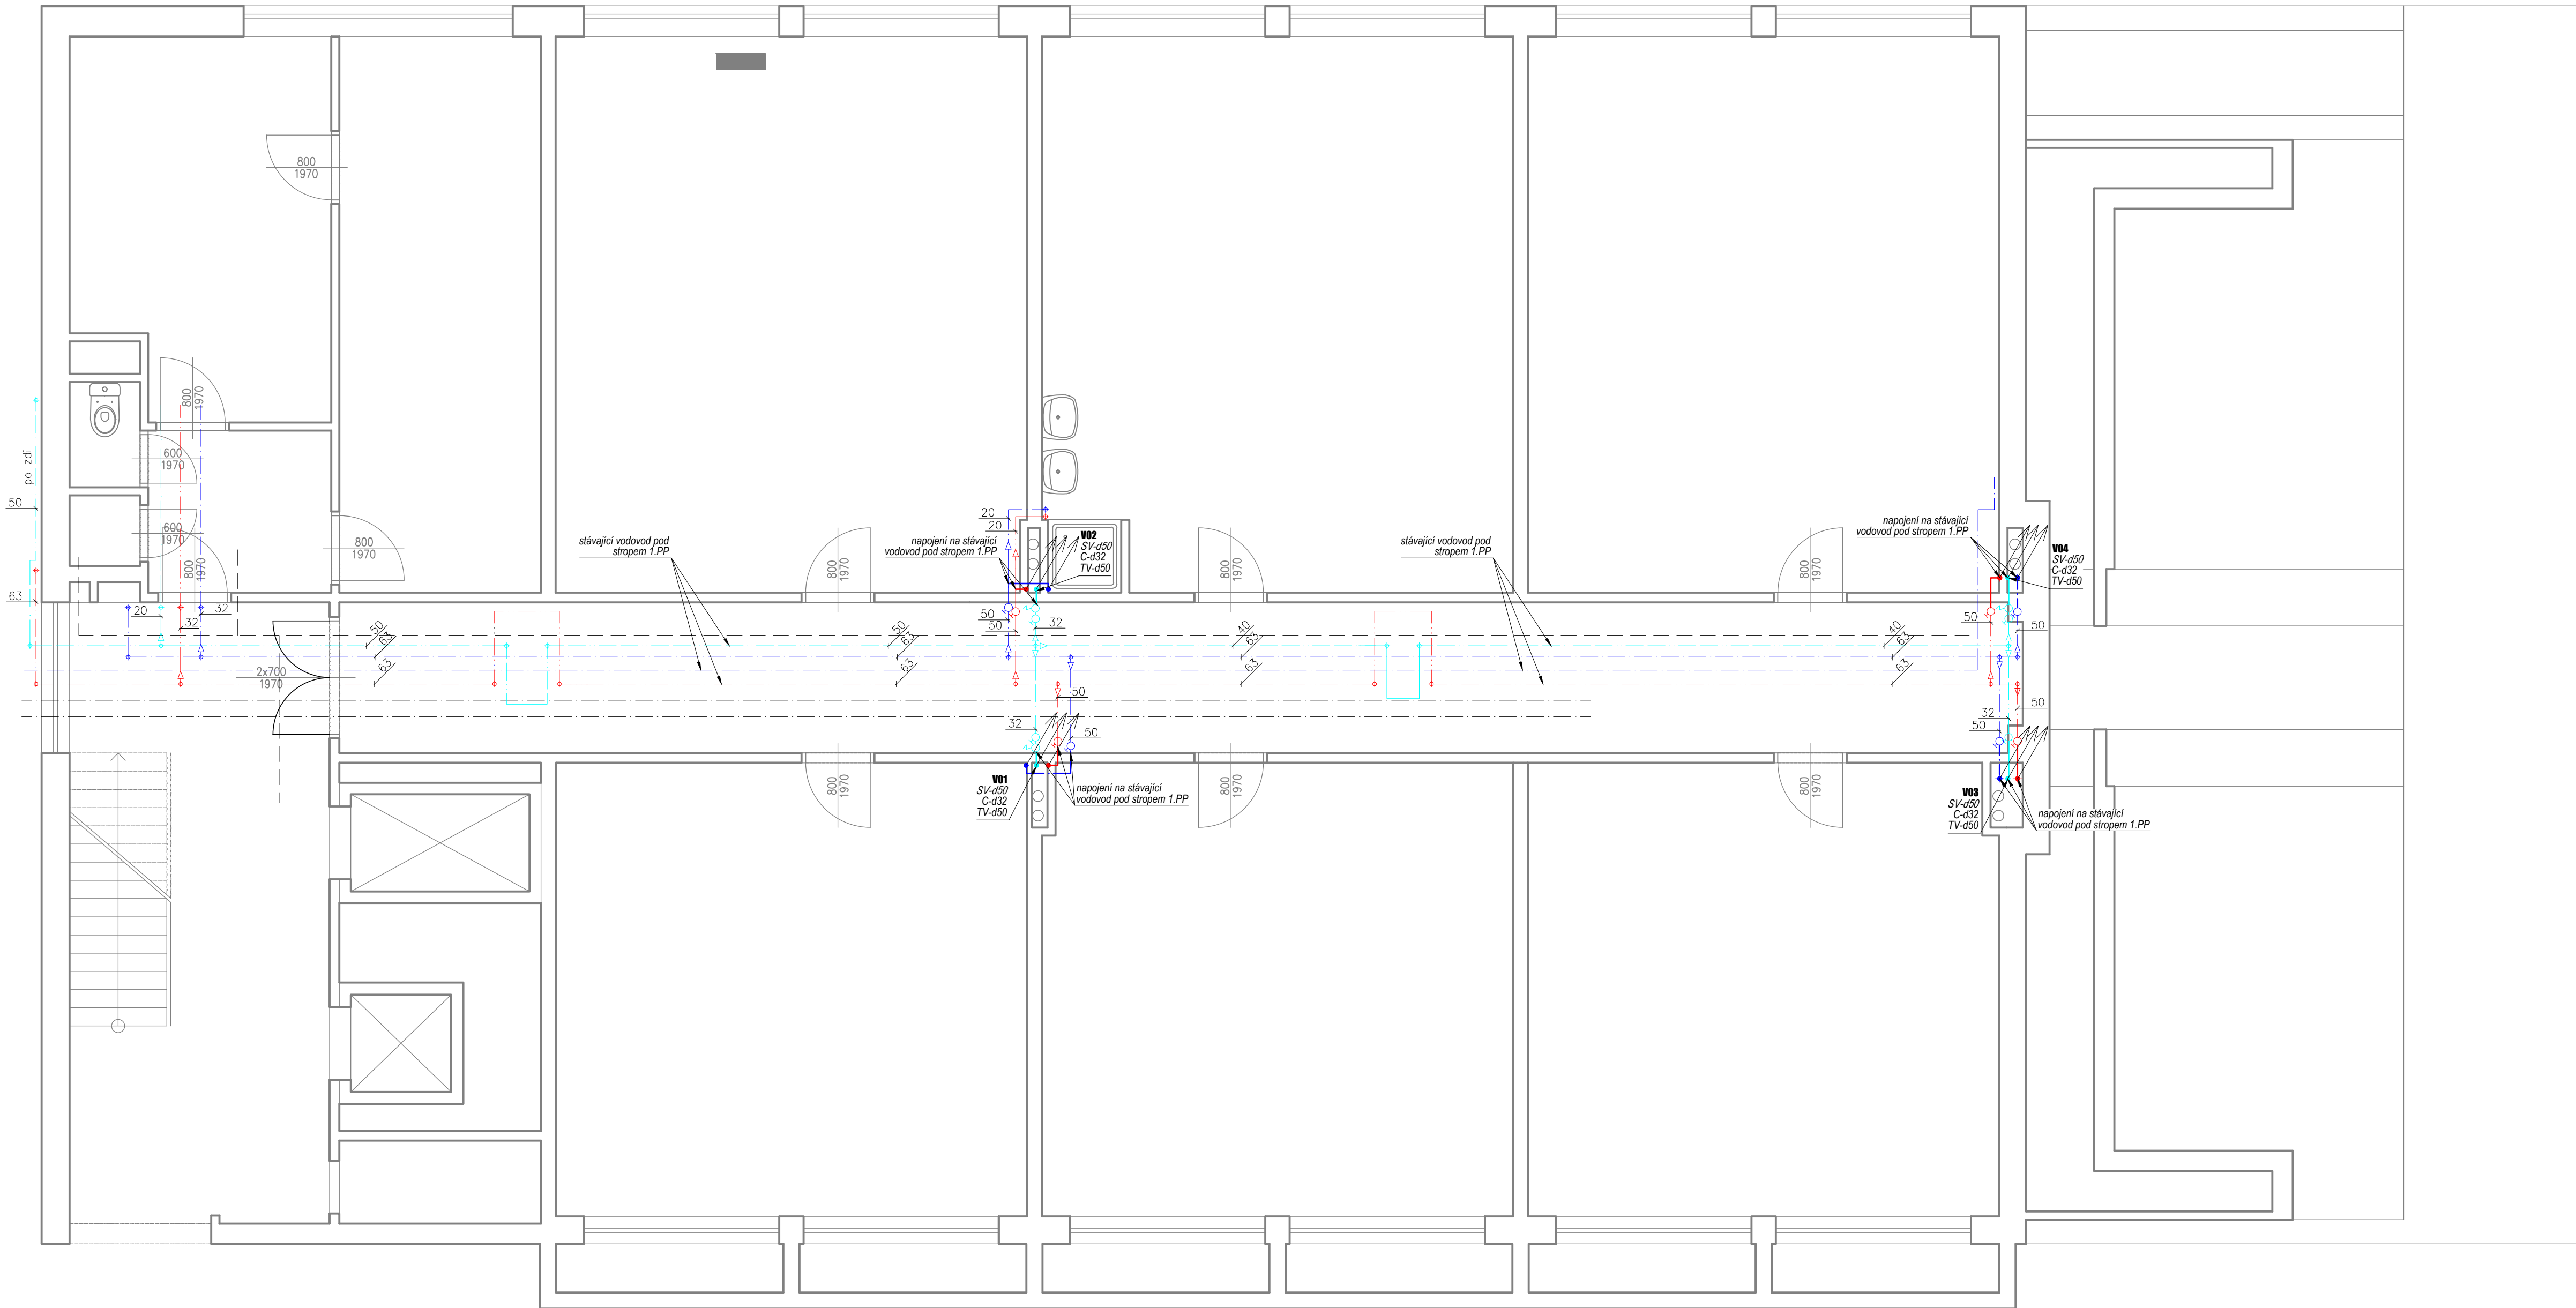 800
1970
800
1970
600
1970
600
1970
800
1970
800
1970
po zdi
50
63
20
32
32
2x700
1970
stávající vodovod pod
stropem 1.PP
50
63
63
50
63
63
800
1970
20
20
napojení na stávající
vodovod pod stropem 1.PP
V02
SV-d50
C-d32
TV-d50
50
50
32
800
1970
40
63
63
stávající vodovod pod
stropem 1.PP
800
1970
40
63
63
napojení na stávající
vodovod pod stropem 1.PP
V04
SV-d50
C-d32
TV-d50
50
50
50
32
50
50
32
50
800
1970
V01
SV-d50
C-d32
TV-d50
napojení na stávající
vodovod pod stropem 1.PP
800
1970
800
1970
V03
SV-d50
C-d32
TV-d50
napojení na stávající
vodovod pod stropem 1.PP